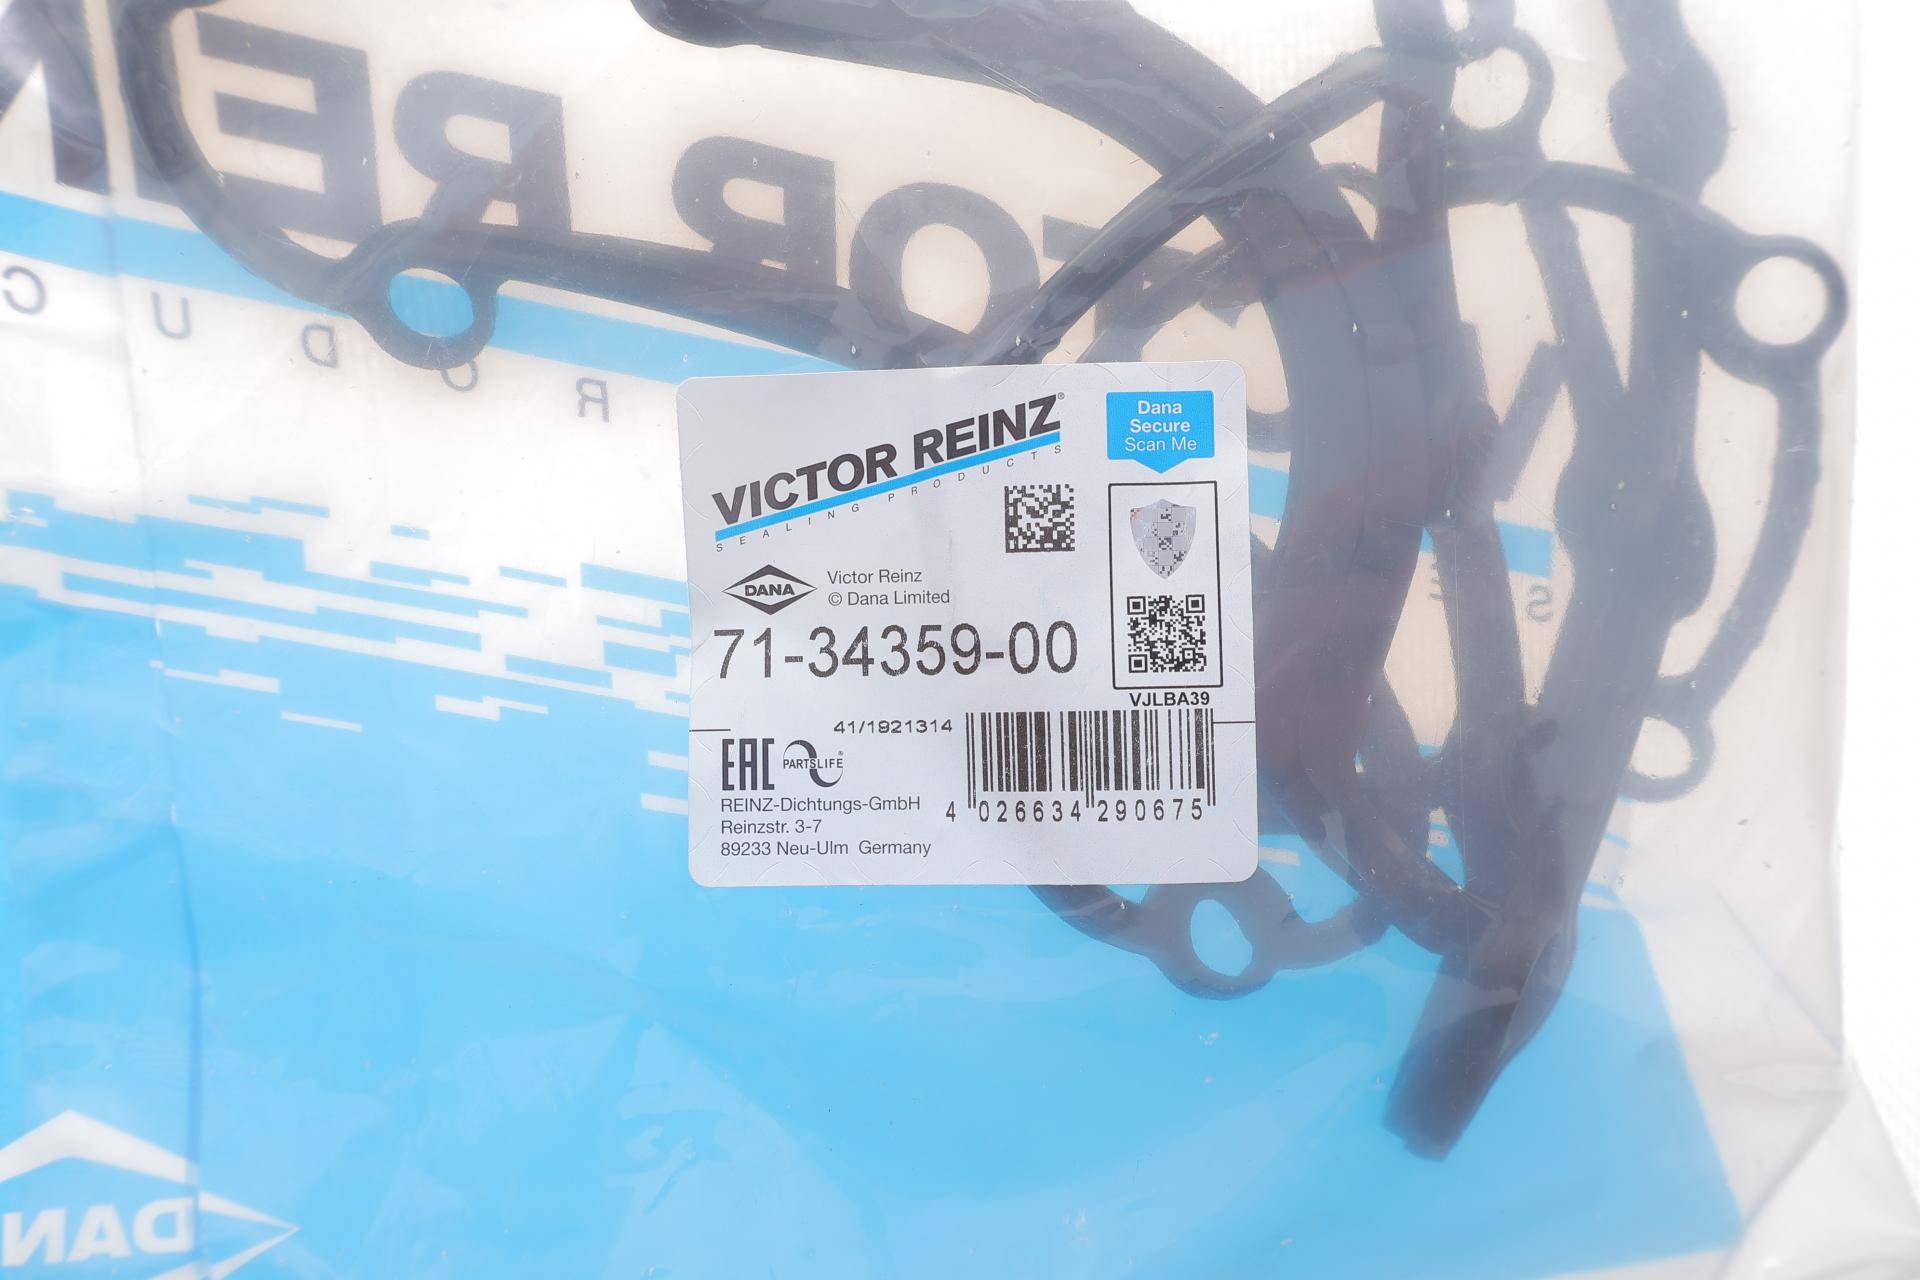 VICTOR REINZ®
SEALING PRODUCTS
Dana
Secure
Scan Me
DANA
Victor Reinz
© Dana Limited
71-34359-00
VJLBA39
41/1921314
EAC
PARTSLIFE®
REINZ-Dichtungs-GmbH
Reinzstr. 3-7
89233 Neu-Ulm Germany
4 026634 290675
DAN